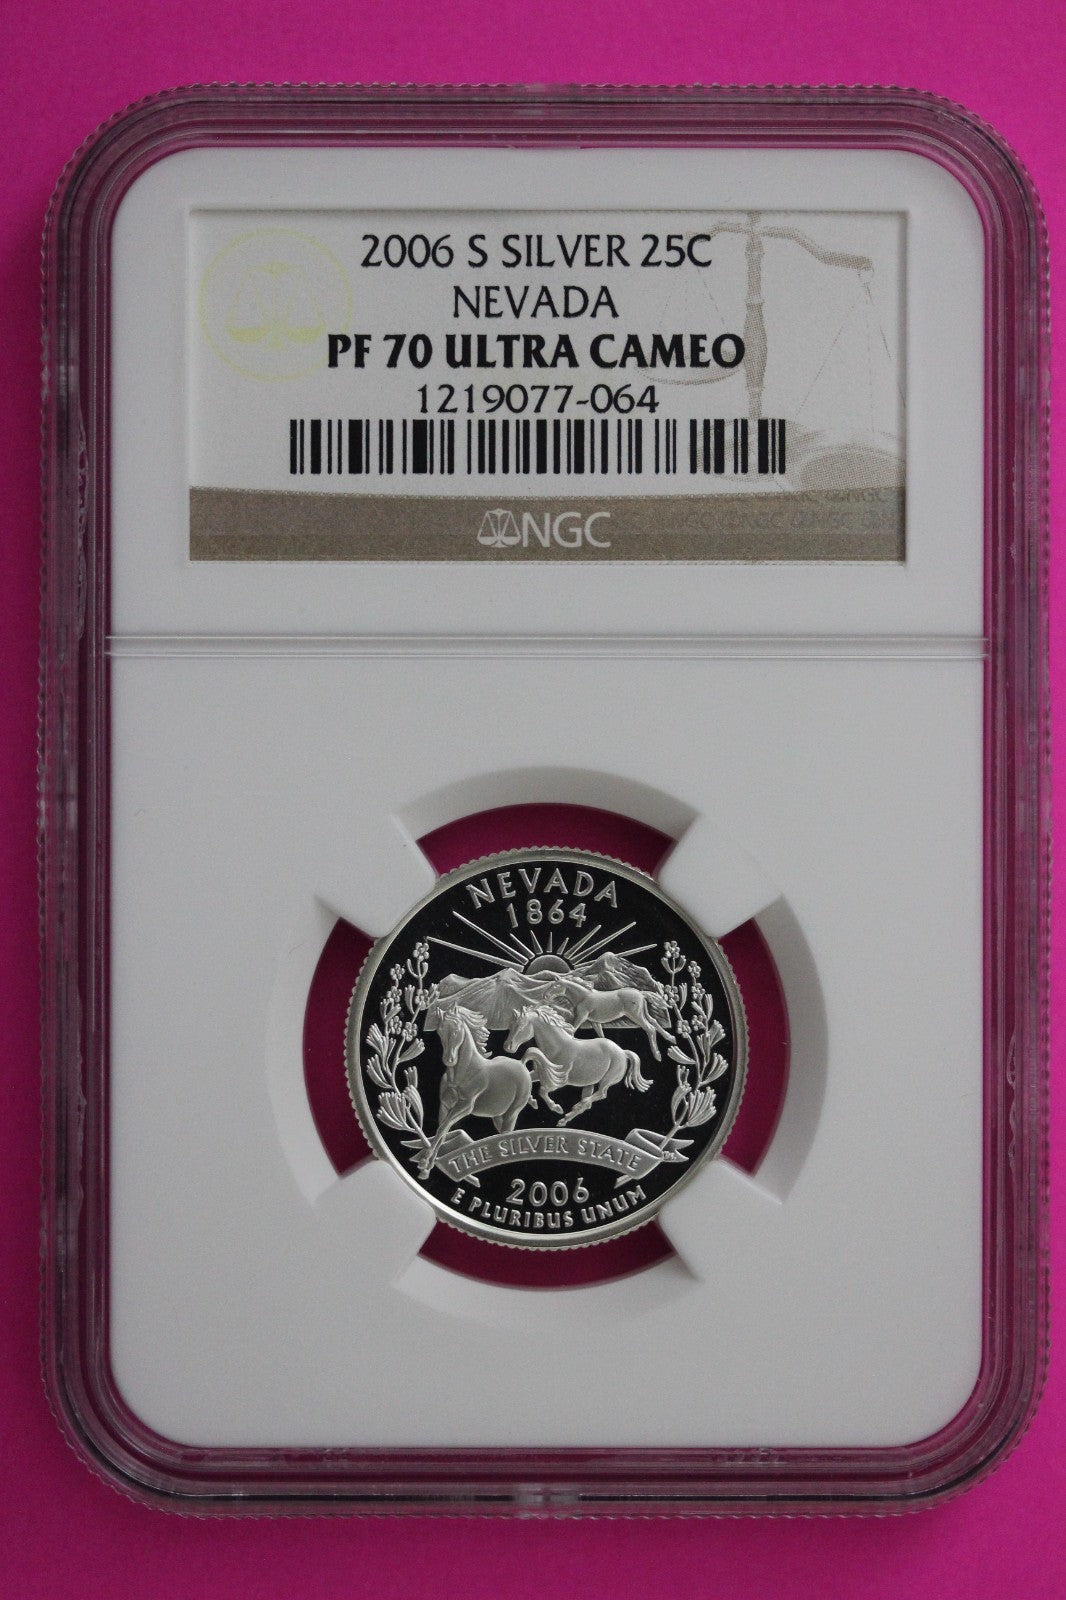 2006 S SILVER 25C
NEVADA
PF 70 ULTRA CAMEO
1219077-064
NGC
NEVADA
1864
THE SILVER STATE
2006
E PLURIBUS UNUM